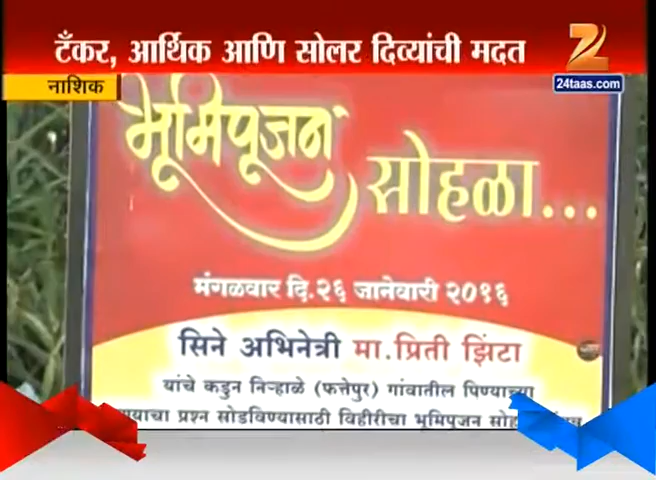 टँकर, आर्थिक आणि सोलर दिव्यांची मदत
नाशिक
24taas.com
भूमिपूजन सोहळा...
मंगळवार दि.२६ जानेवारी २०१६
सिने अभिनेत्री मा.प्रिती झिंटा
यांचे कडुन निऱ्हाळे (फत्तेपुर) गांवातील पिण्याच्या
प्रश्न सोडविण्यासाठी विहीरीचा भूमिपूजन